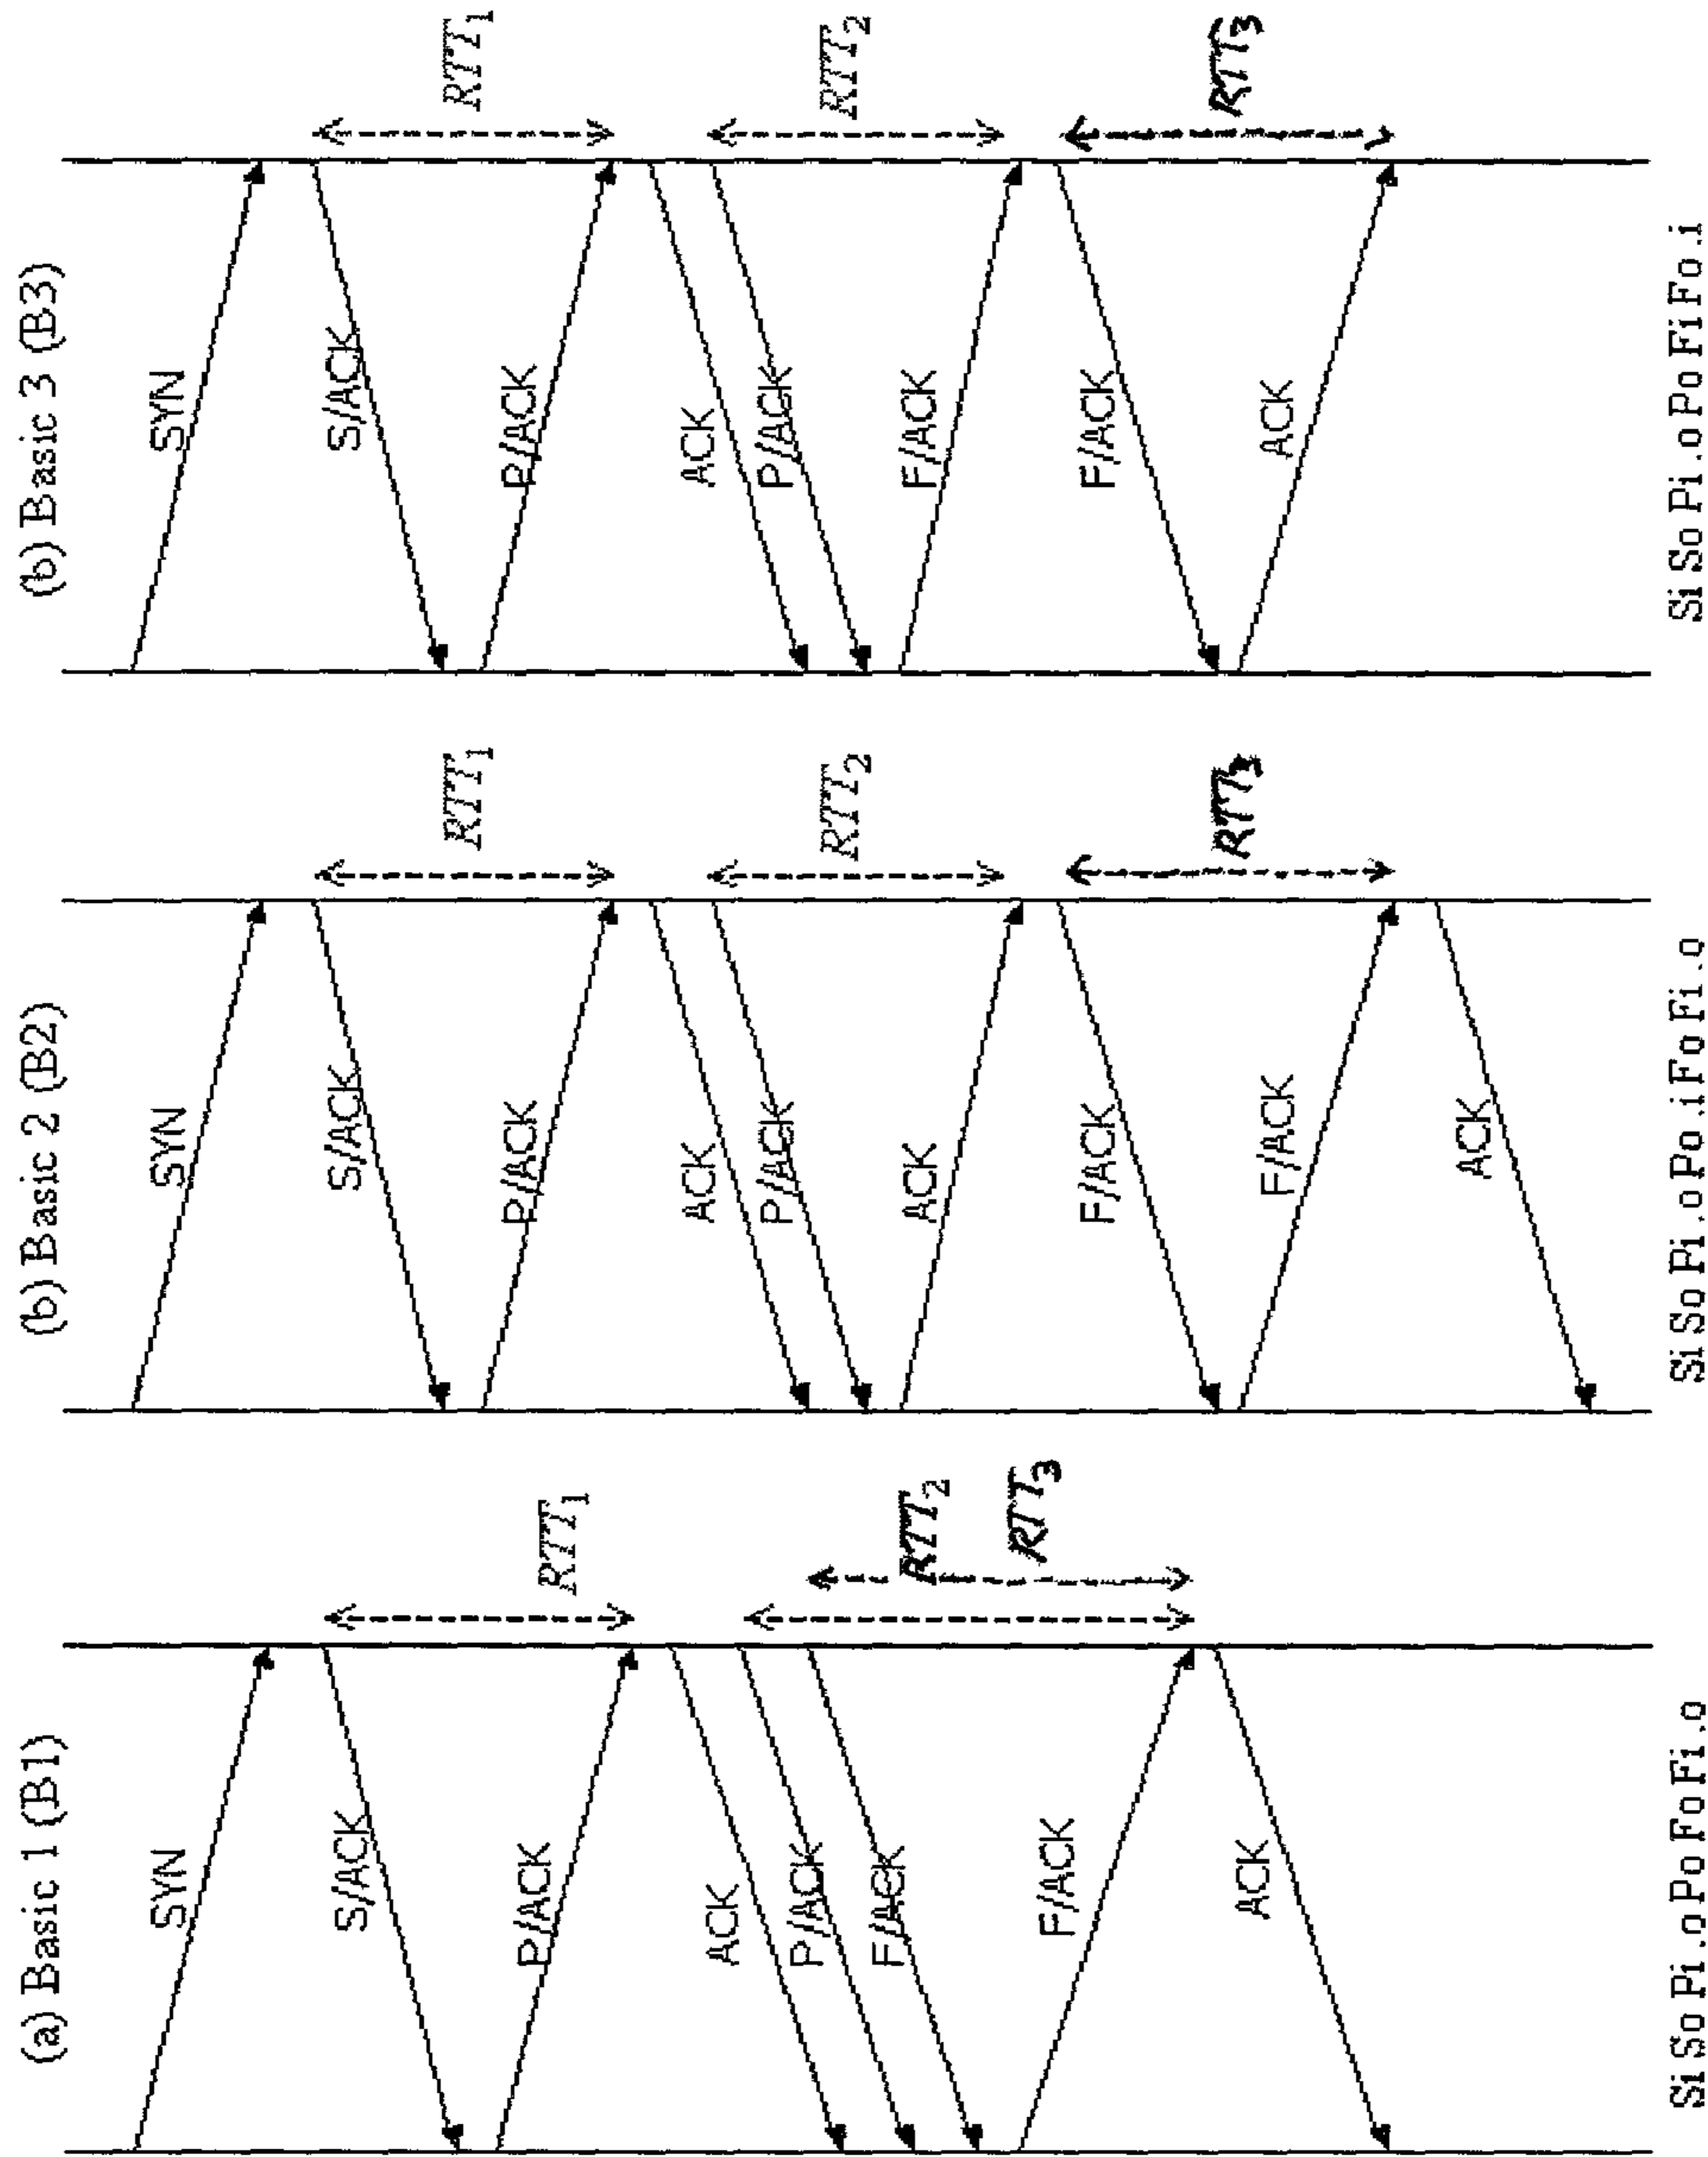 (a) Basic 1 (B1)
SYN
S/ACK
P/ACK
ACK
P/ACK
F/ACK
F/ACK
ACK
RTT1
RTT2
RTT3
Si So Pi .o Po Fo Fi .o
(b) Basic 2 (B2)
SYN
S/ACK
P/ACK
ACK
P/ACK
ACK
F/ACK
F/ACK
ACK
RTT1
RTT2
RTT3
Si So Pi .o Po .i Fo Fi .o
(b) Basic 3 (B3)
SYN
S/ACK
P/ACK
ACK
P/ACK
F/ACK
F/ACK
ACK
RTT1
RTT2
RTT3
Si So Pi .o Po Fi Fo .i